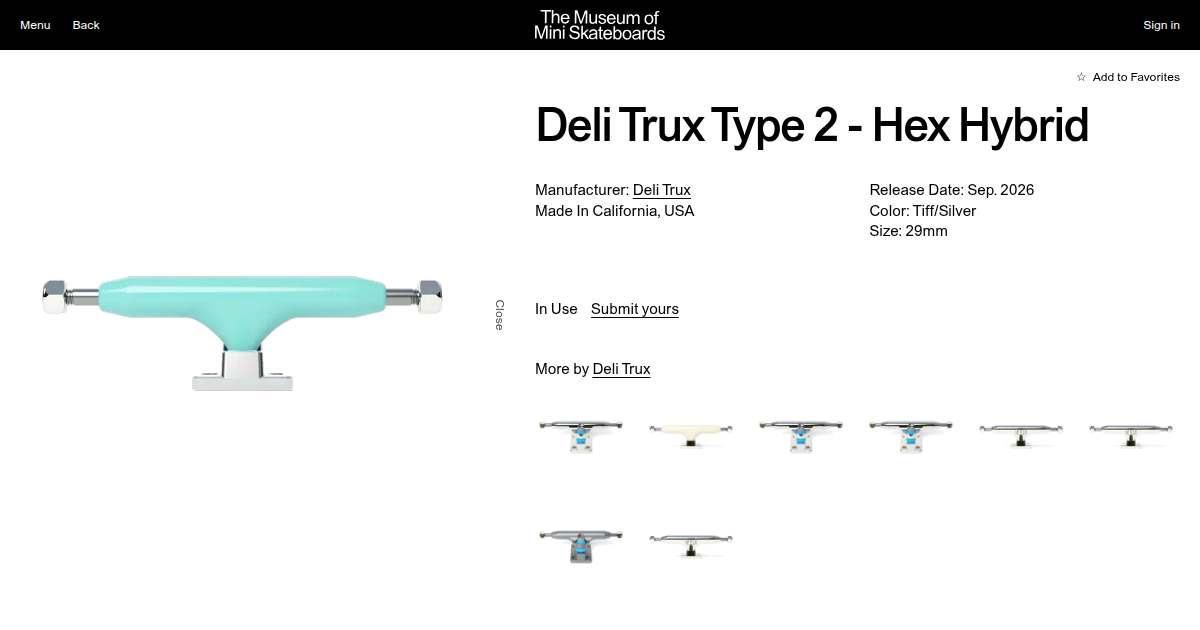 Menu
Back
The Museum of
Mini Skateboards
Sign in
☆ Add to Favorites
Deli Trux Type 2 - Hex Hybrid
Manufacturer: Deli Trux
Made In California, USA
Release Date: Sep. 2026
Color: Tiff/Silver
Size: 29mm
Close
In Use Submit yours
More by Deli Trux